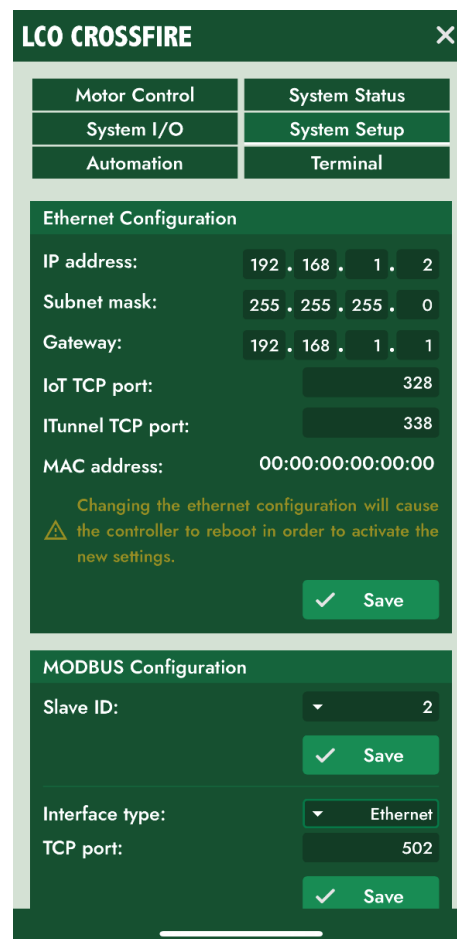 LCO CROSSFIRE
Motor Control
System Status
System I/O
System Setup
Automation
Terminal
Ethernet Configuration
IP address: 192 . 168 . 1 . 2
Subnet mask: 255 . 255 . 255 . 0
Gateway: 192 . 168 . 1 . 1
IoT TCP port: 328
ITunnel TCP port: 338
MAC address: 00:00:00:00:00:00
Changing the ethernet configuration will cause
the controller to reboot in order to activate the
new settings.
Save
MODBUS Configuration
Slave ID: 2
Save
Interface type: Ethernet
TCP port: 502
Save